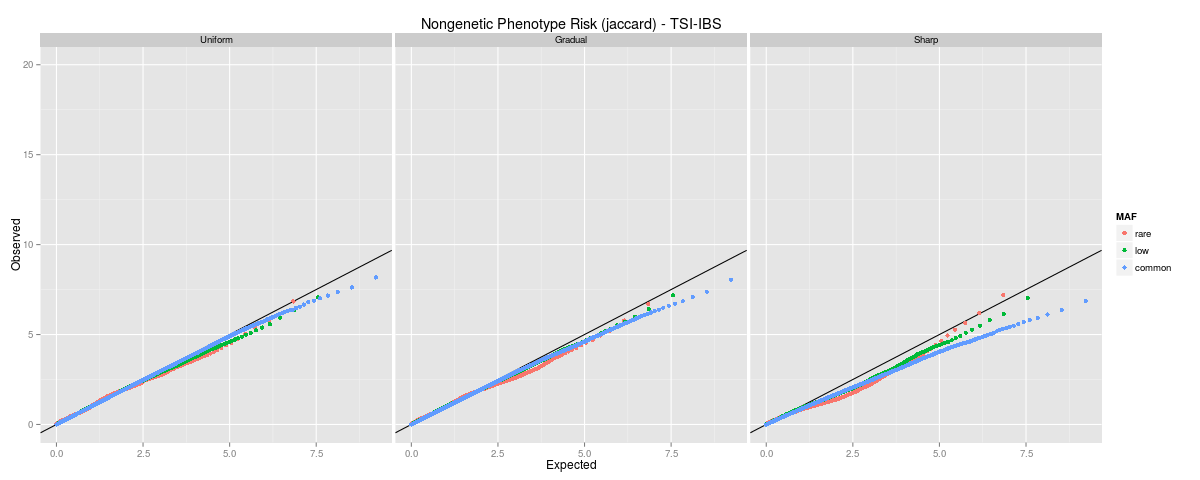 Nongenetic Phenotype Risk (jaccard) - TSI-IBS
Uniform
Gradual
Sharp
20
15
10
5
0
Observed
0.0 2.5 5.0 7.5
0.0 2.5 5.0 7.5
0.0 2.5 5.0 7.5
Expected
MAF
rare
low
common